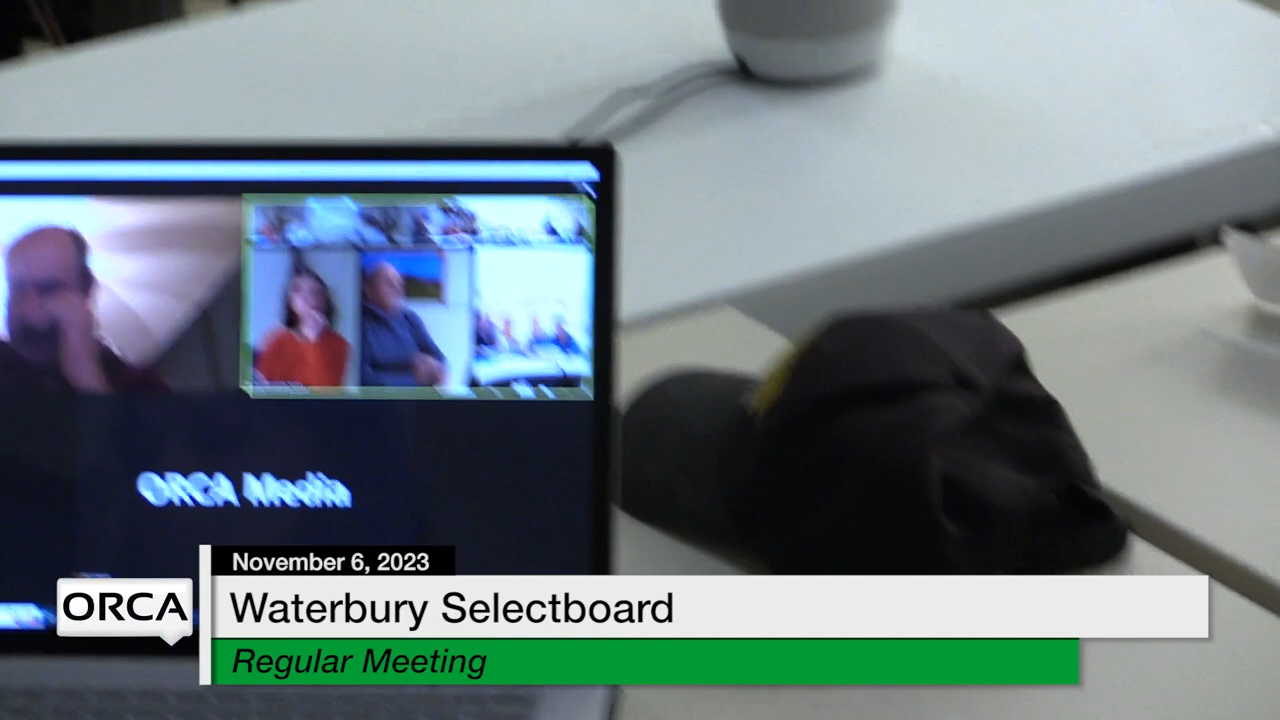 ORCA Media
November 6, 2023
ORCA
Waterbury Selectboard
Regular Meeting